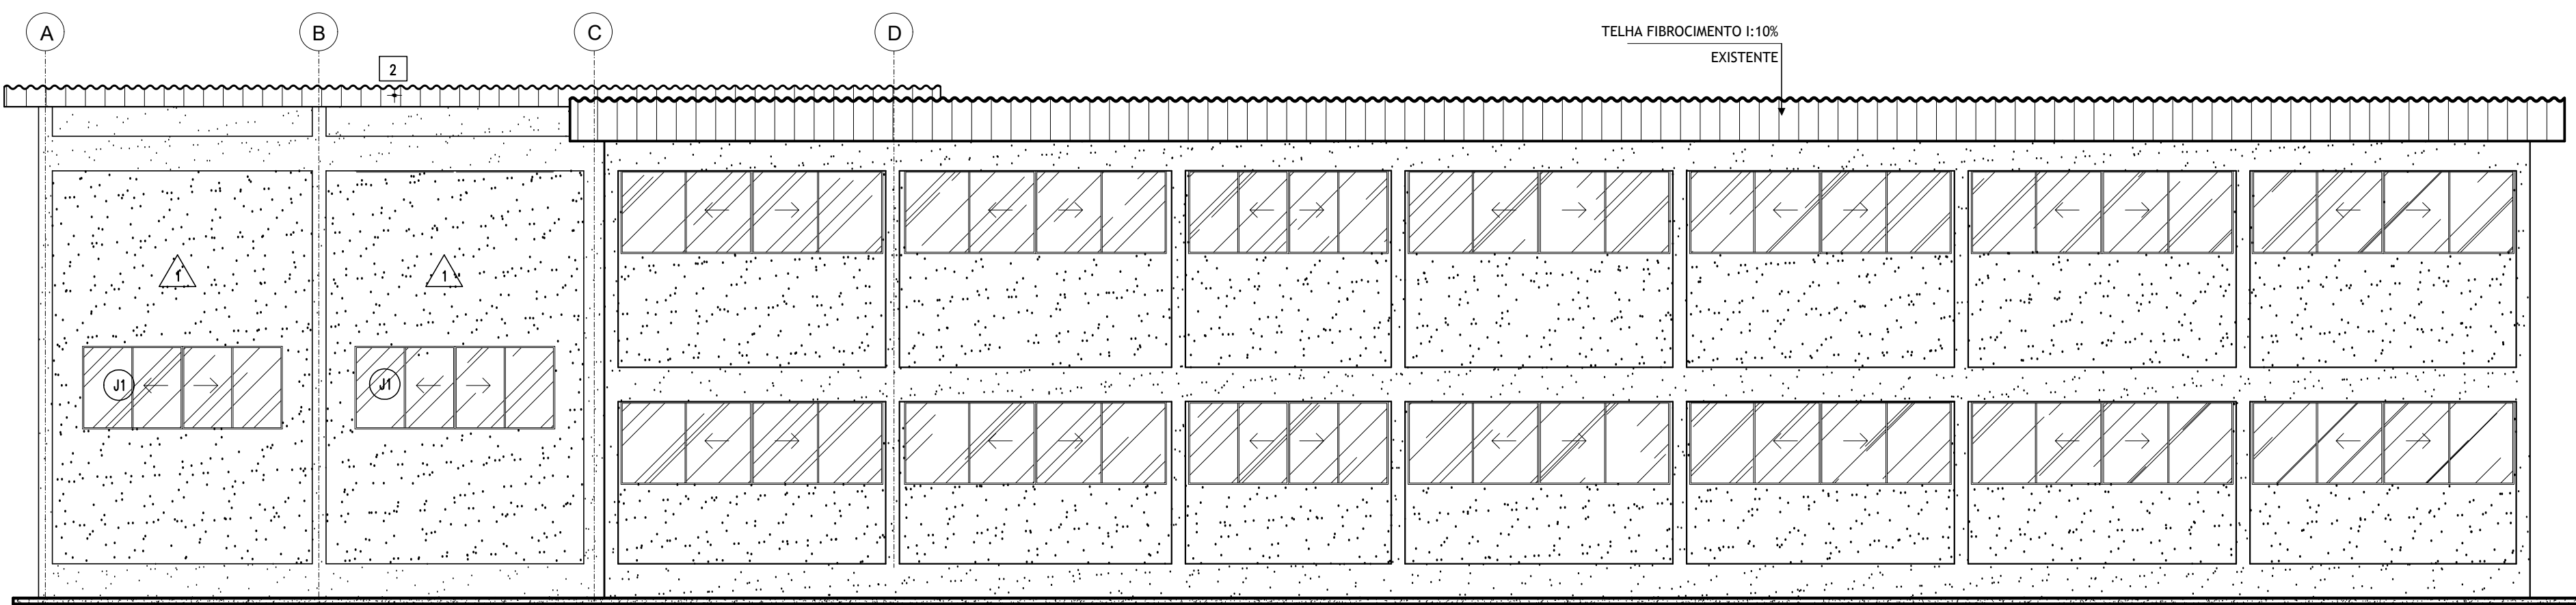 A B C D
TELHA FIBROCIMENTO I:10%
EXISTENTE
2
1 1
J1 J1